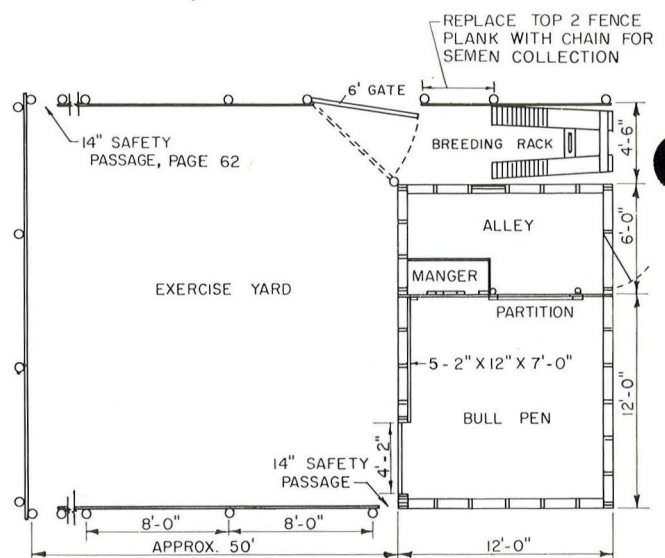 REPLACE TOP 2 FENCE
PLANK WITH CHAIN FOR
SEMEN COLLECTION
6' GATE
14" SAFETY
PASSAGE, PAGE 62
BREEDING RACK
4'-6"
ALLEY
6'-0"
MANGER
EXERCISE YARD
PARTITION
5-2" X 12" X 7'-0"
BULL PEN
12'-0"
4'-2"
14" SAFETY
PASSAGE
8'-0"
8'-0"
APPROX. 50'
12'-0"